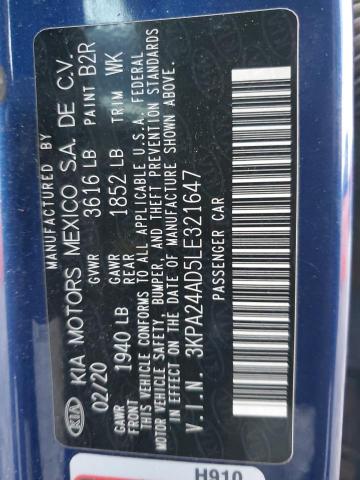 MANUFACTURED BY
KIA KIA MOTORS MEXICO S.A. DE C.V.
02/20 GVWR 3616 LB PAINT B2R
GAWR FRONT 1940 LB GAWR REAR 1852 LB TRIM WK
THIS VEHICLE CONFORMS TO ALL APPLICABLE U.S.A. FEDERAL
MOTOR VEHICLE SAFETY, BUMPER, AND THEFT PREVENTION STANDARDS
IN EFFECT ON THE DATE OF MANUFACTURE SHOWN ABOVE.
V.I.N. 3KPA24AD5LE321647
PASSENGER CAR
H910